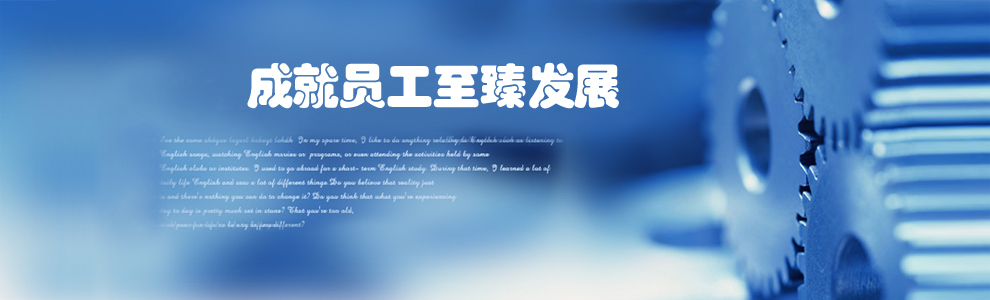 成就员工至臻发展
In my spare time, I like to do anything relating to English such as listening to
English songs, watching English movies or programs, or even attending the activities held by some
English clubs or institutes. I used to go abroad for a short- term English study. During that time, I learned a lot of
daily life English and saw a lot of different things.Do you believe that reality just
is and there's nothing you can do to change it? Do you think that what you're experiencing
day to day is pretty much set in stone? That you're too old,
different?